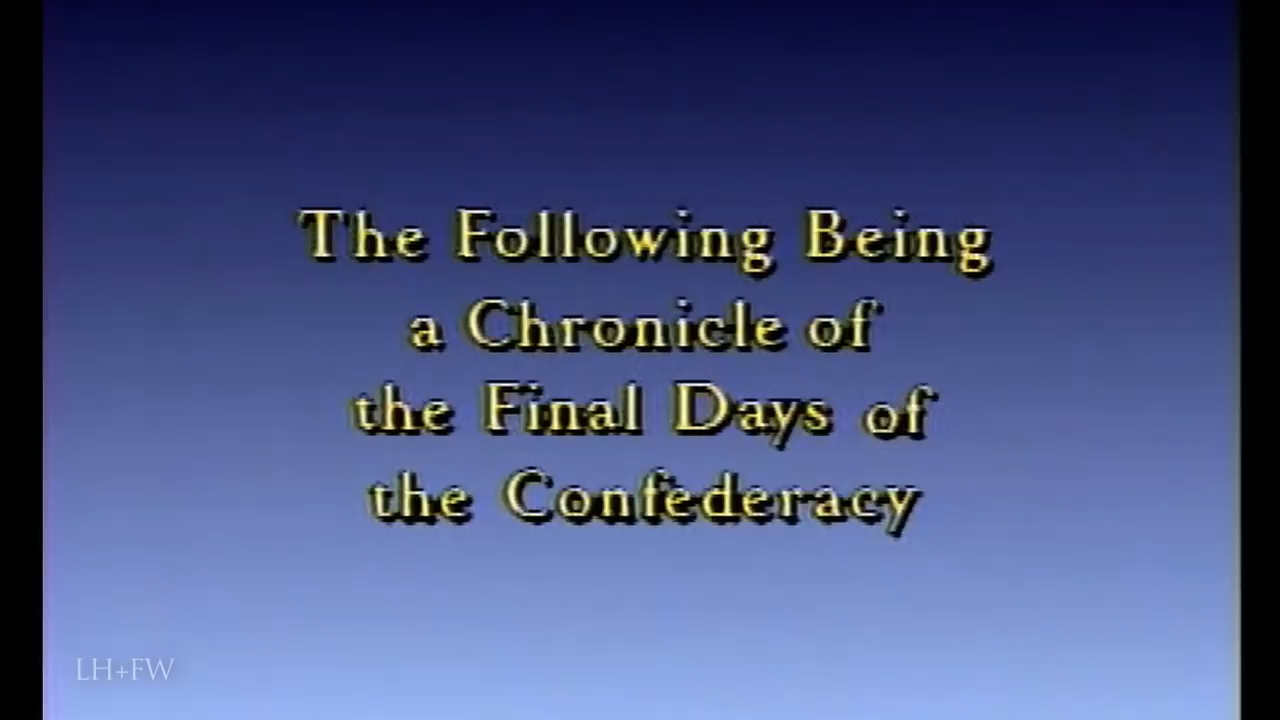 The Following Being
a Chronicle of
the Final Days of
the Confederacy
LH+FW